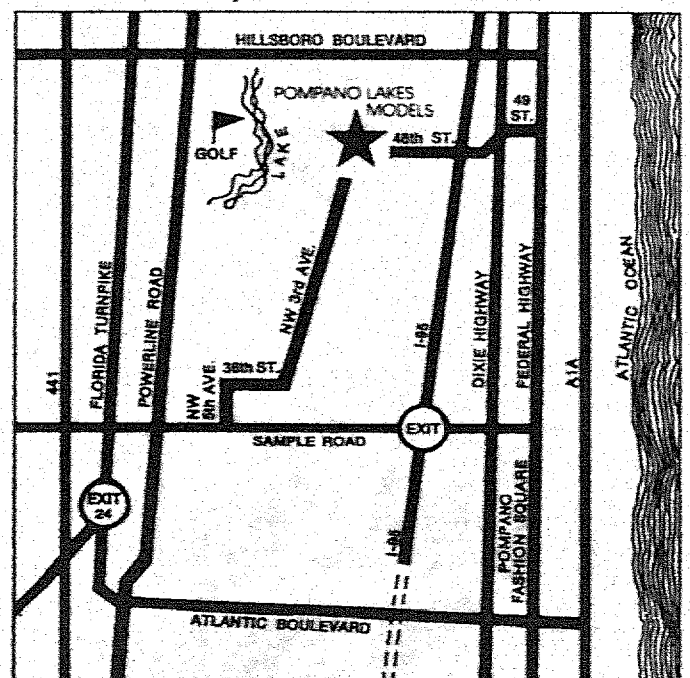 HILLSBORO BOULEVARD
POMPANO LAKES
MODELS
49
ST.
48th ST.
GOLF
LAKE
NW 3rd AVE.
441
FLORIDA TURNPIKE
POWERLINE ROAD
I-95
DIXIE HIGHWAY
FEDERAL HIGHWAY
A1A
ATLANTIC OCEAN
NW
5th AVE.
36th ST.
SAMPLE ROAD
EXIT
EXIT
24
I-95
POMPANO
FASHION SQUARE
ATLANTIC BOULEVARD